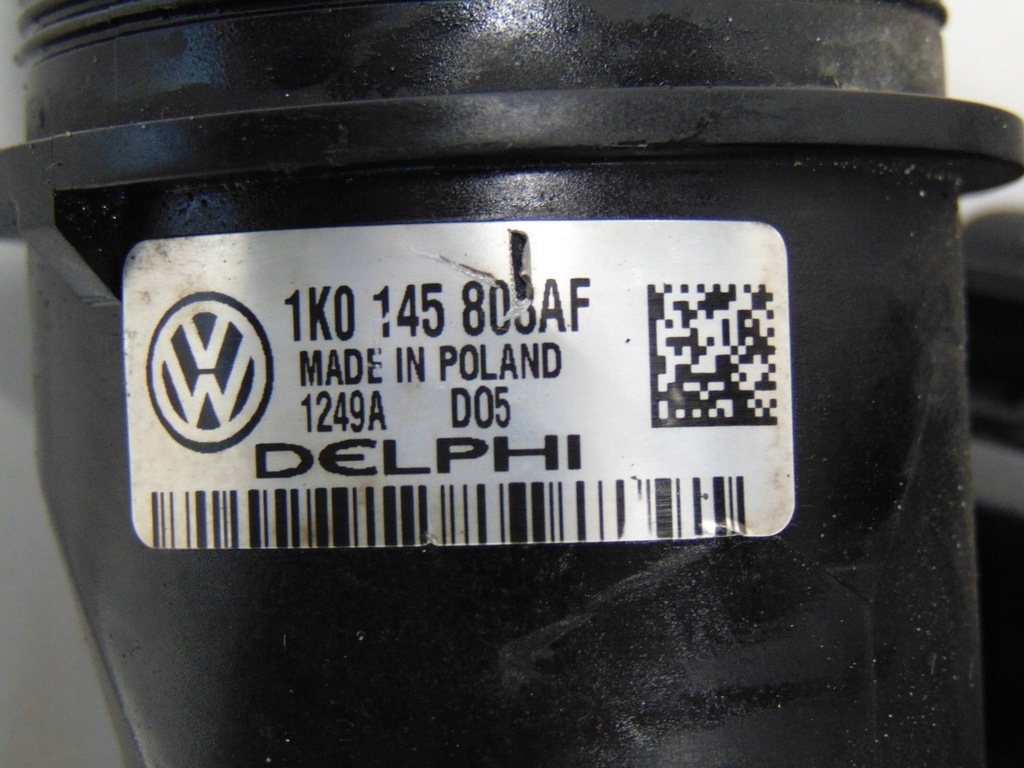 1K0 145 803AF
MADE IN POLAND
1249A D05
DELPHI